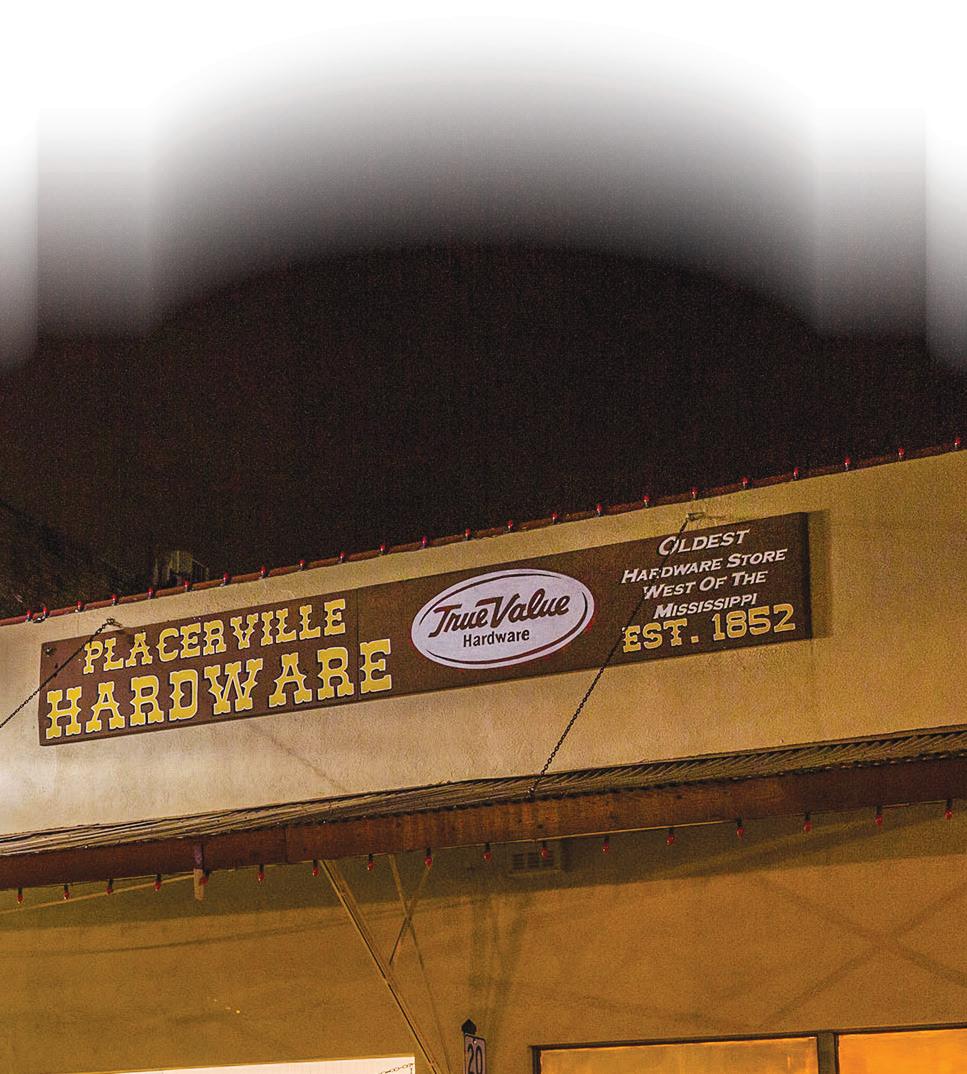 PLACERVILLE
HARDWARE
True Value
Hardware
OLDEST
HARDWARE STORE
WEST OF THE
MISSISSIPPI
EST. 1852
20